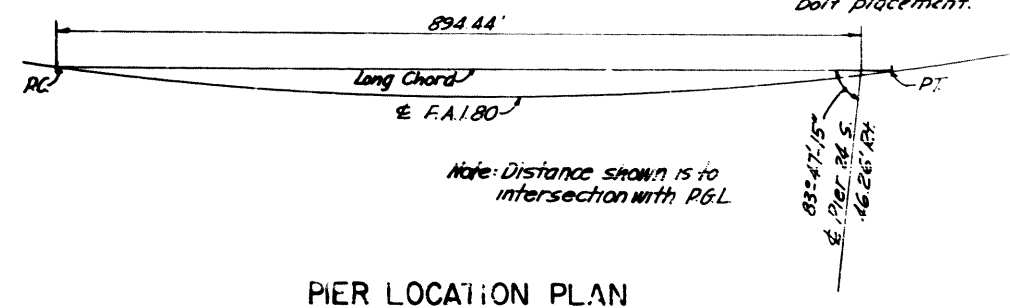 Bolt placement.
894.44'
P.C.
Long Chord
P.T.
℄ F.A.I.80
83°-47'-15"
℄ Pier 24 S.
46.26' Rt.
Note: Distance shown is to
intersection with P.G.L.
PIER LOCATION PLAN